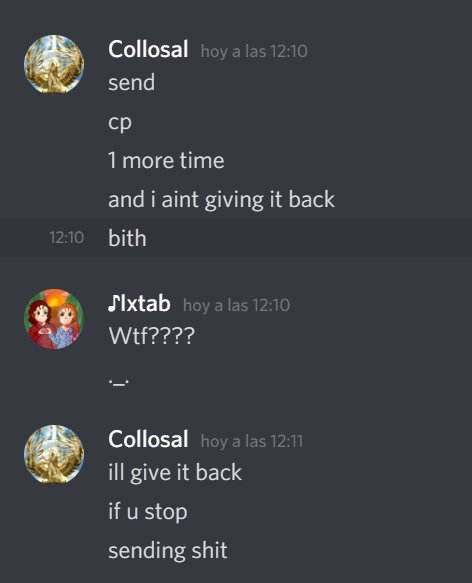 Collosal hoy a las 12:10
send
cp
1 more time
and i aint giving it back
12:10 bith
♪Ixtab hoy a las 12:10
Wtf????
._.
Collosal hoy a las 12:11
ill give it back
if u stop
sending shit